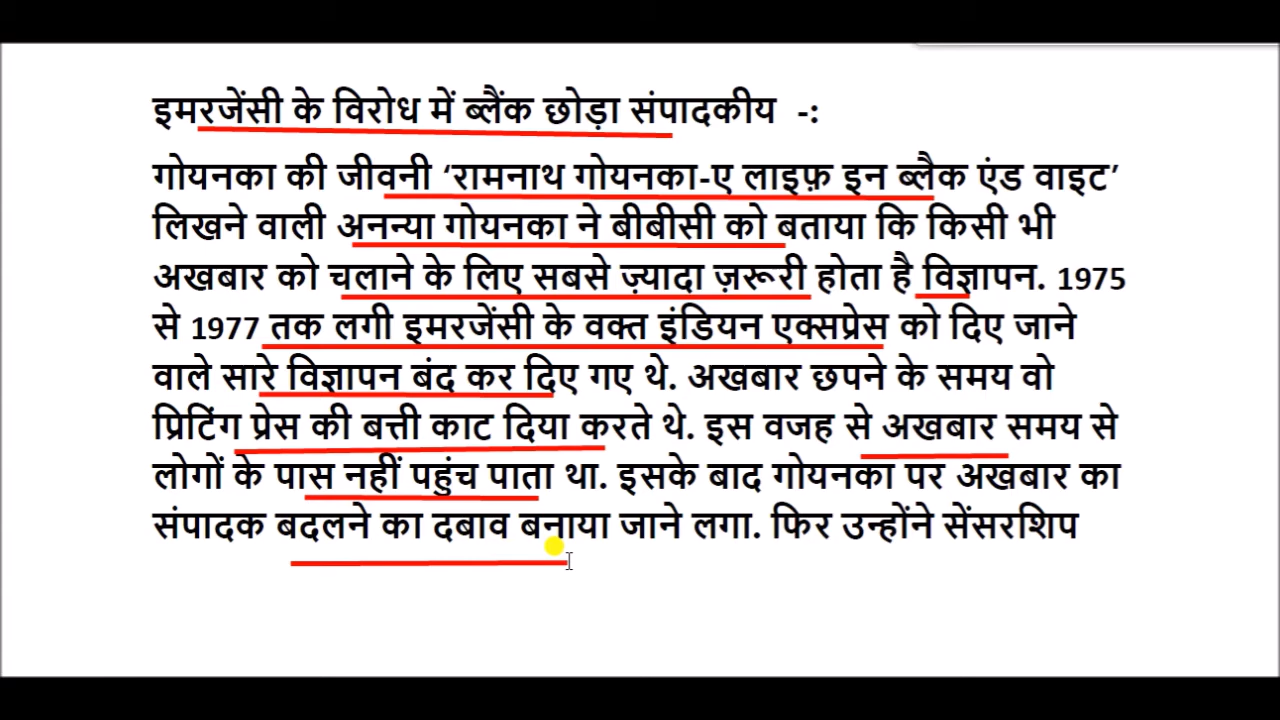 इमरजेंसी के विरोध में ब्लैंक छोड़ा संपादकीय -:
गोयनका की जीवनी ‘रामनाथ गोयनका-ए लाइफ़ इन ब्लैक एंड वाइट’
लिखने वाली अनन्या गोयनका ने बीबीसी को बताया कि किसी भी
अखबार को चलाने के लिए सबसे ज़्यादा ज़रूरी होता है विज्ञापन. 1975
से 1977 तक लगी इमरजेंसी के वक्त इंडियन एक्सप्रेस को दिए जाने
वाले सारे विज्ञापन बंद कर दिए गए थे. अखबार छपने के समय वो
प्रिटिंग प्रेस की बत्ती काट दिया करते थे. इस वजह से अखबार समय से
लोगों के पास नहीं पहुंच पाता था. इसके बाद गोयनका पर अखबार का
संपादक बदलने का दबाव बनाया जाने लगा. फिर उन्होंने सेंसरशिप